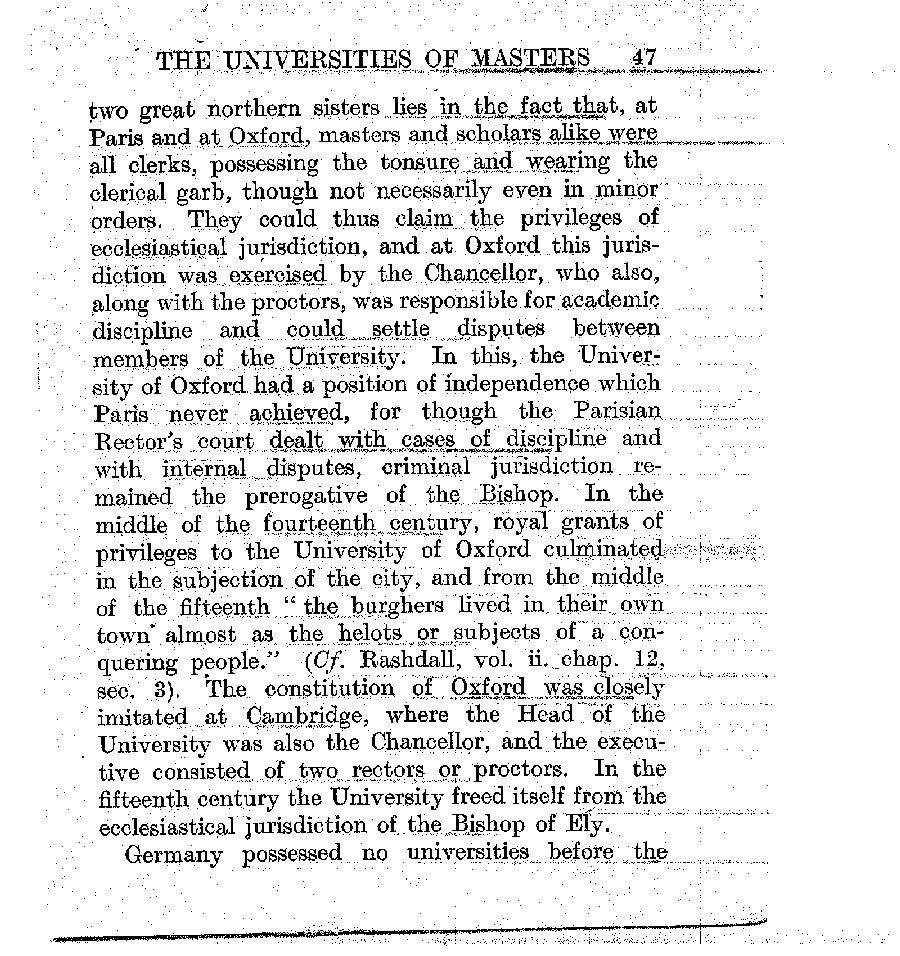 THE UNIVERSITIES OF MASTERS 47
two great northern sisters lies in the fact that, at
Paris and at Oxford, masters and scholars alike were
all clerks, possessing the tonsure and wearing the
clerical garb, though not necessarily even in minor
orders. They could thus claim the privileges of
ecclesiastical jurisdiction, and at Oxford this juris-
diction was exercised by the Chancellor, who also,
along with the proctors, was responsible for academic
discipline and could settle disputes between
members of the University. In this, the Univer-
sity of Oxford had a position of independence which
Paris never achieved, for though the Parisian
Rector's court dealt with cases of discipline and
with internal disputes, criminal jurisdiction re-
mained the prerogative of the Bishop. In the
middle of the fourteenth century, royal grants of
privileges to the University of Oxford culminated
in the subjection of the city, and from the middle
of the fifteenth “ the burghers lived in their own
town almost as the helots or subjects of a con-
quering people.” (Cf. Rashdall, vol. ii. chap. 12,
sec. 3). The constitution of Oxford was closely
imitated at Cambridge, where the Head of the
University was also the Chancellor, and the execu-
tive consisted of two rectors or proctors. In the
fifteenth century the University freed itself from the
ecclesiastical jurisdiction of the Bishop of Ely.
Germany possessed no universities before the